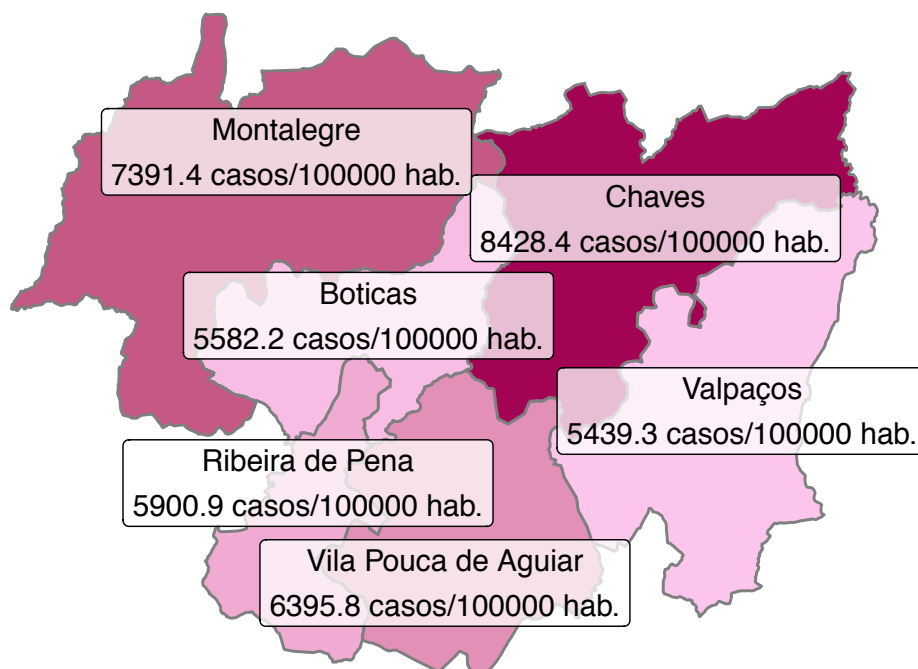 Montalegre
7391.4 casos/100000 hab.
Chaves
8428.4 casos/100000 hab.
Boticas
5582.2 casos/100000 hab.
Valpaços
5439.3 casos/100000 hab.
Ribeira de Pena
5900.9 casos/100000 hab.
Vila Pouca de Aguiar
6395.8 casos/100000 hab.